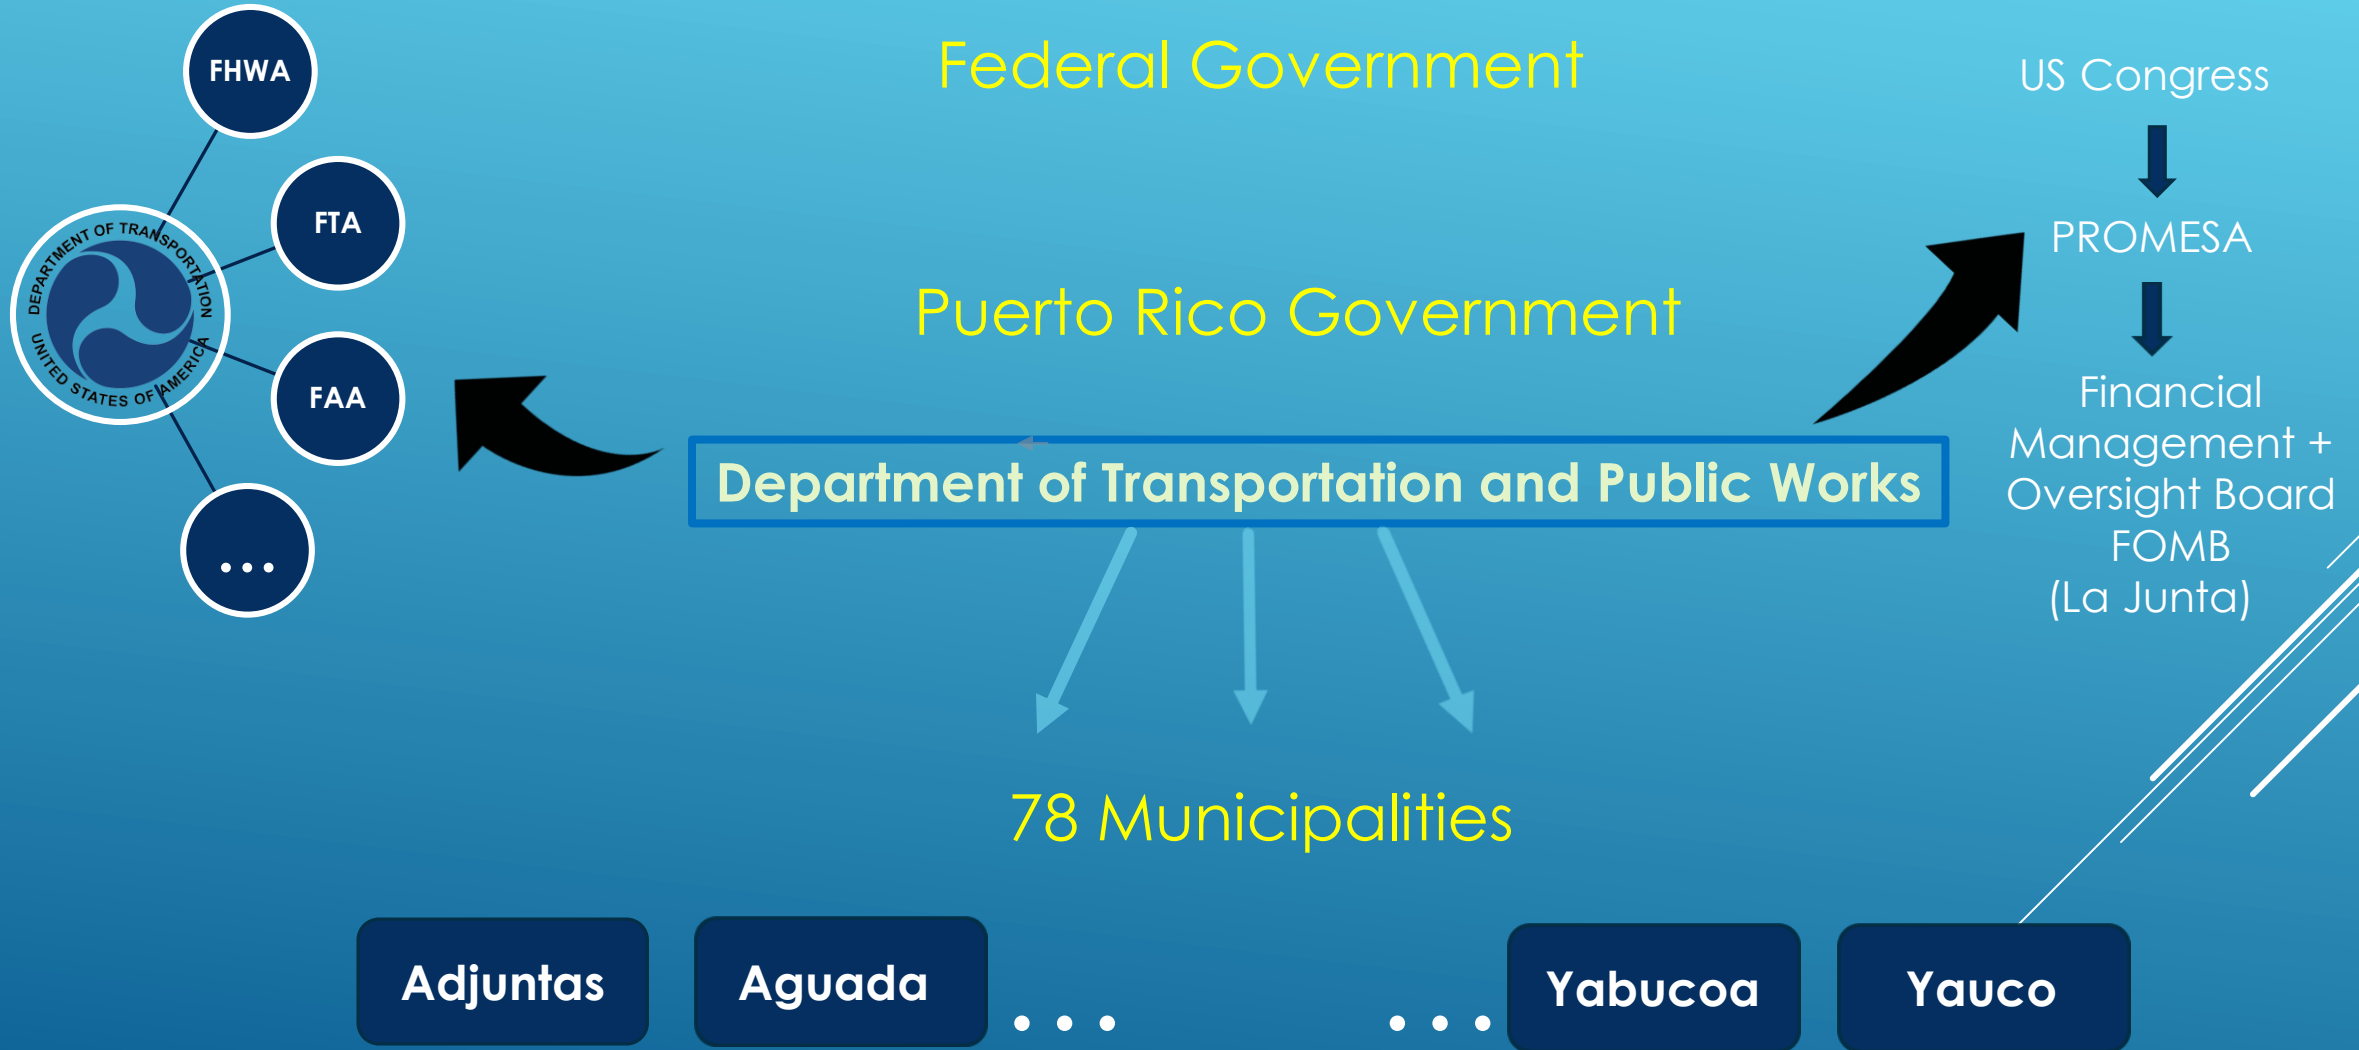 Federal Government
FHWA
FTA
DEPARTMENT OF TRANSPORTATION
UNITED STATES OF AMERICA
FAA
...
US Congress
PROMESA
Financial
Management +
Oversight Board
FOMB
(La Junta)
Puerto Rico Government
Department of Transportation and Public Works
78 Municipalities
Adjuntas
Aguada
...
...
Yabucoa
Yauco